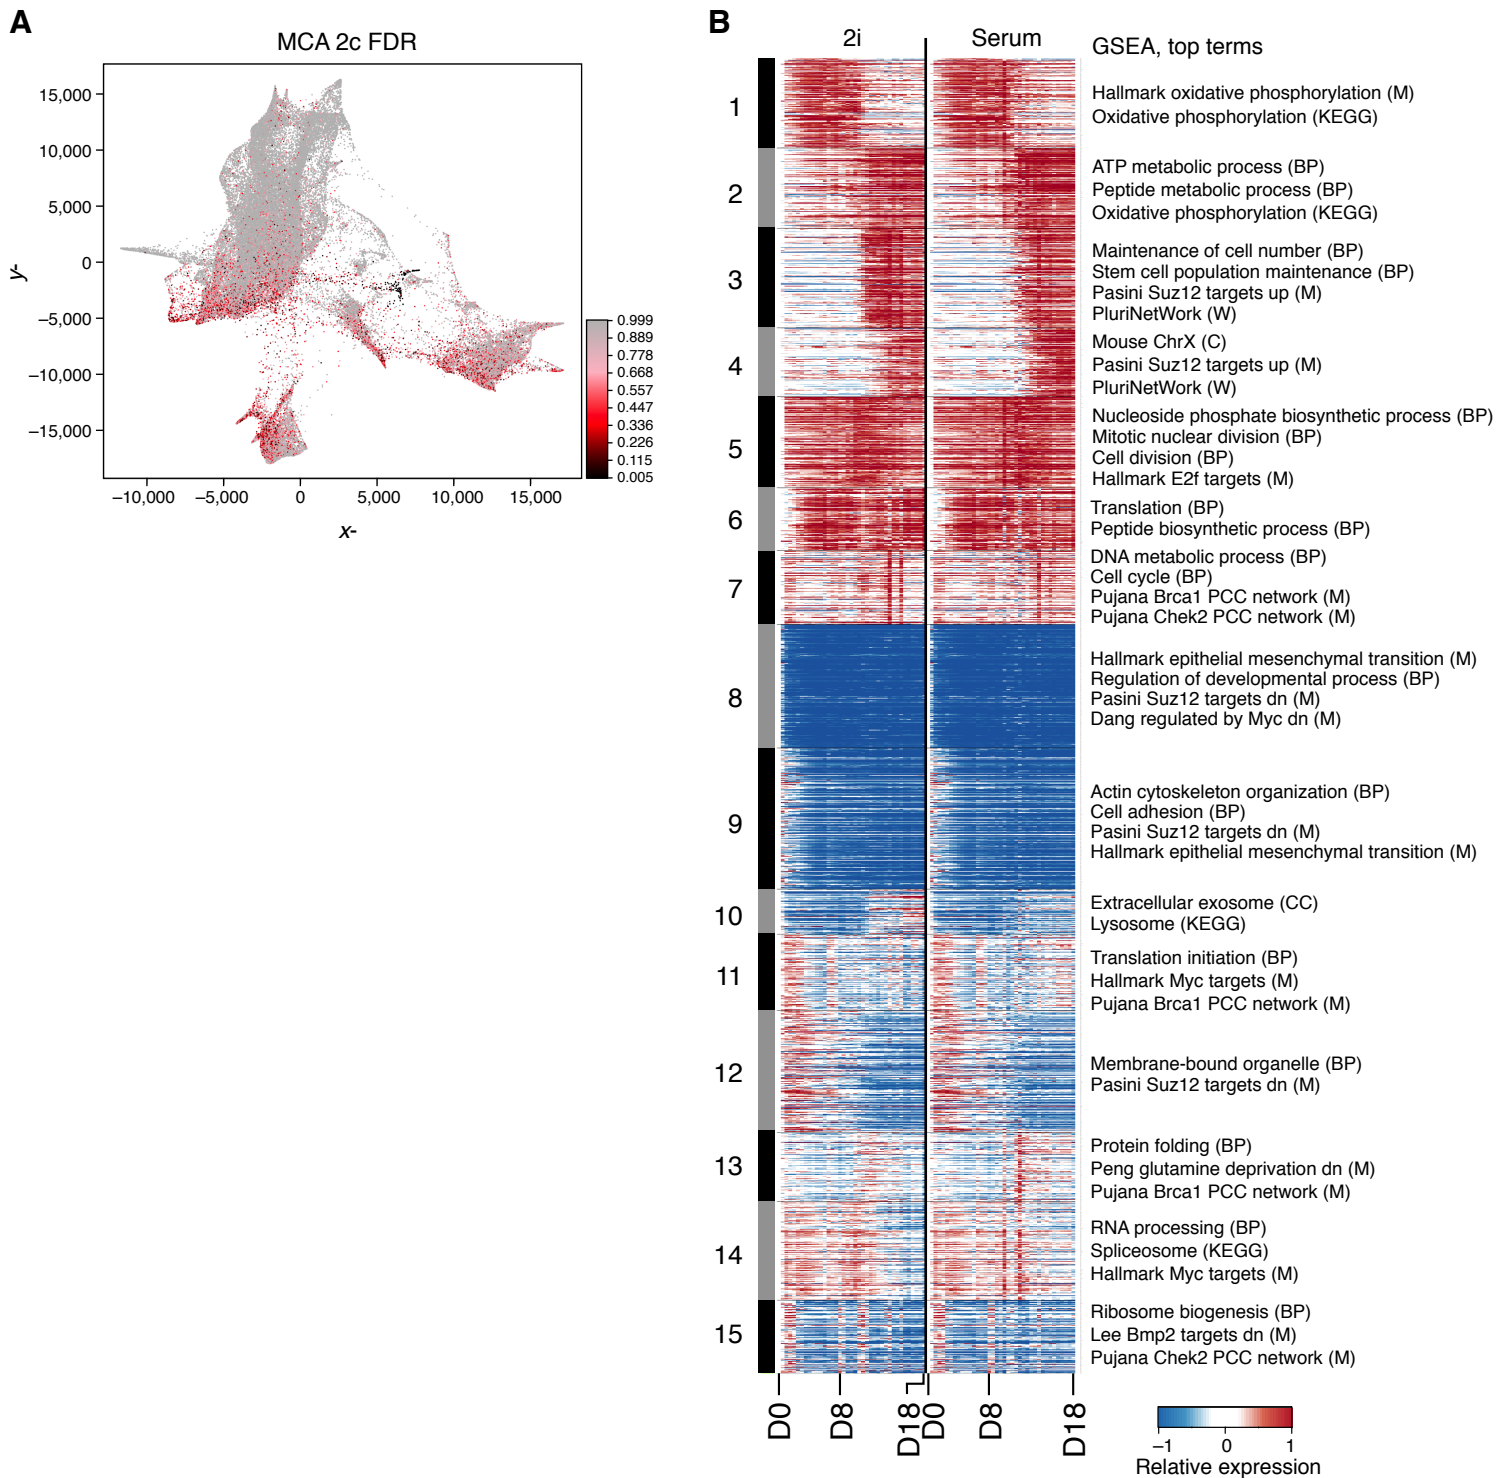 A
MCA 2c FDR
15,000
10,000
5,000
0
−5,000
−10,000
−15,000
y-
−10,000
−5,000
0
5,000
10,000
15,000
x-
0.999
0.889
0.778
0.668
0.557
0.447
0.336
0.226
0.115
0.005
B
2i
Serum
GSEA, top terms
1
Hallmark oxidative phosphorylation (M)
Oxidative phosphorylation (KEGG)
2
ATP metabolic process (BP)
Peptide metabolic process (BP)
Oxidative phosphorylation (KEGG)
3
Maintenance of cell number (BP)
Stem cell population maintenance (BP)
Pasini Suz12 targets up (M)
PluriNetWork (W)
4
Mouse ChrX (C)
Pasini Suz12 targets up (M)
PluriNetWork (W)
5
Nucleoside phosphate biosynthetic process (BP)
Mitotic nuclear division (BP)
Cell division (BP)
Hallmark E2f targets (M)
6
Translation (BP)
Peptide biosynthetic process (BP)
7
DNA metabolic process (BP)
Cell cycle (BP)
Pujana Brca1 PCC network (M)
Pujana Chek2 PCC network (M)
8
Hallmark epithelial mesenchymal transition (M)
Regulation of developmental process (BP)
Pasini Suz12 targets dn (M)
Dang regulated by Myc dn (M)
9
Actin cytoskeleton organization (BP)
Cell adhesion (BP)
Pasini Suz12 targets dn (M)
Hallmark epithelial mesenchymal transition (M)
10
Extracellular exosome (CC)
Lysosome (KEGG)
11
Translation initiation (BP)
Hallmark Myc targets (M)
Pujana Brca1 PCC network (M)
12
Membrane-bound organelle (BP)
Pasini Suz12 targets dn (M)
13
Protein folding (BP)
Peng glutamine deprivation dn (M)
Pujana Brca1 PCC network (M)
14
RNA processing (BP)
Spliceosome (KEGG)
Hallmark Myc targets (M)
15
Ribosome biogenesis (BP)
Lee Bmp2 targets dn (M)
Pujana Chek2 PCC network (M)
D0
D8
D18
D0
D8
D18
−1
0
1
Relative expression